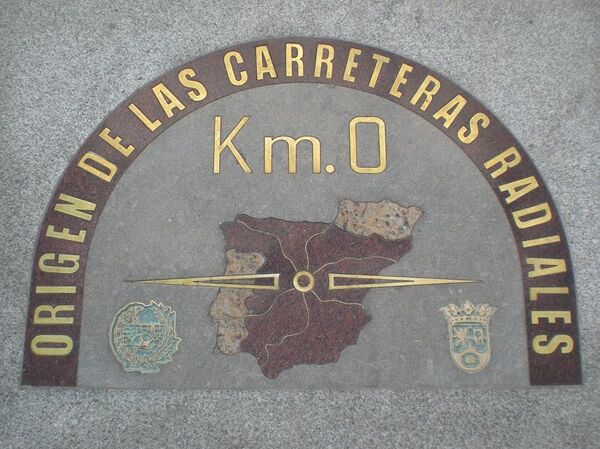 ORIGEN DE LAS CARRETERAS RADIALES
Km.0